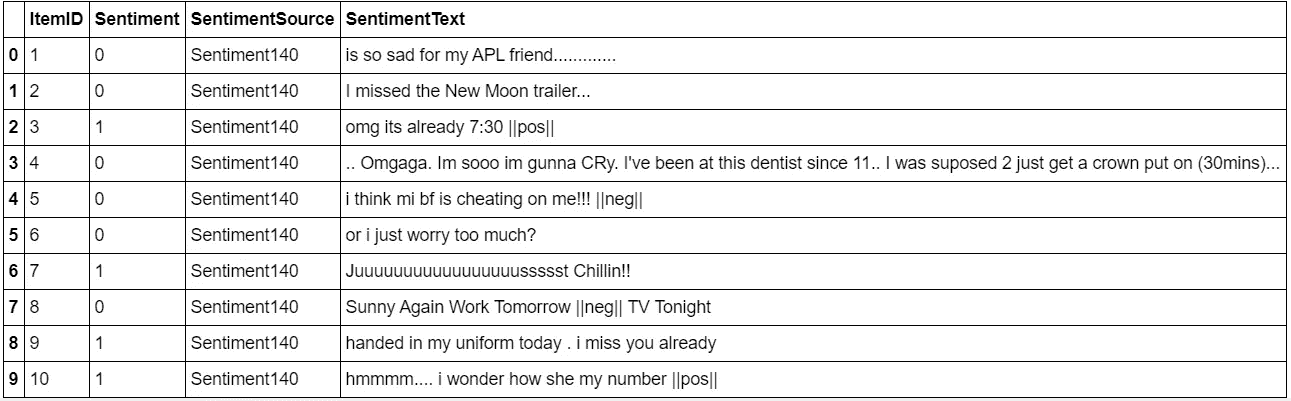 ItemID Sentiment SentimentSource SentimentText
0 1 0 Sentiment140 is so sad for my APL friend.............
1 2 0 Sentiment140 I missed the New Moon trailer...
2 3 1 Sentiment140 omg its already 7:30 ||pos||
3 4 0 Sentiment140 .. Omgaga. Im sooo im gunna CRy. I've been at this dentist since 11.. I was suposed 2 just get a crown put on (30mins)...
4 5 0 Sentiment140 i think mi bf is cheating on me!!! ||neg||
5 6 0 Sentiment140 or i just worry too much?
6 7 1 Sentiment140 Juuuuuuuuuuuuuuuuussssst Chillin!!
7 8 0 Sentiment140 Sunny Again Work Tomorrow ||neg|| TV Tonight
8 9 1 Sentiment140 handed in my uniform today . i miss you already
9 10 1 Sentiment140 hmmmm.... i wonder how she my number ||pos||